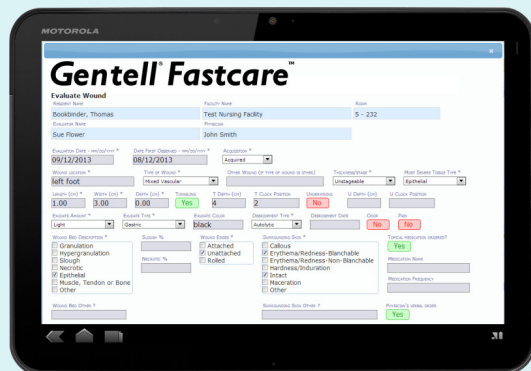 MOTOROLA
Gentell® Fastcare™
Evaluate Wound
Resident Name Facility Name Room
Bookbinder, Thomas Test Nursing Facility 5 - 232
Evaluator Name Physician
Sue Flower John Smith
Evaluation Date - mm/dd/yyyy * Date First Observed - mm/dd/yyyy * Acquisition *
09/12/2013 08/12/2013 Acquired
Wound Location * Type of Wound * Other Wound (if type of wound is other) Thickness/Stage * Most Severe Tissue Type *
left foot Mixed Vascular Unstageable Epithelial
Length (cm) * Width (cm) * Depth (cm) * Tunneling T Depth (cm) T Clock Position Undermining U Depth (cm) U Clock Position
1.00 3.00 0.00 Yes 4 2 No
Exudate Amount * Exudate Type * Exudate Color Debridement Type * Debridement Date Odor Pain
Light Gastric black Autolytic No No
Wound Bed Description * Slough % Wound Edges * Surrounding Skin * Topical medication ordered?
Granulation Attached Callous Yes
Hypergranulation Unattached Erythema/Redness-Blanchable
Slough Rolled Erythema/Redness-Non-Blanchable Medication Name
Necrotic Necrotic % Hardness/Induration
Epithelial Intact
Muscle, Tendon or Bone Maceration Medication Frequency
Other Other
Wound Bed Other ? Surrounding Skin Other ? Physician's verbal order
Yes